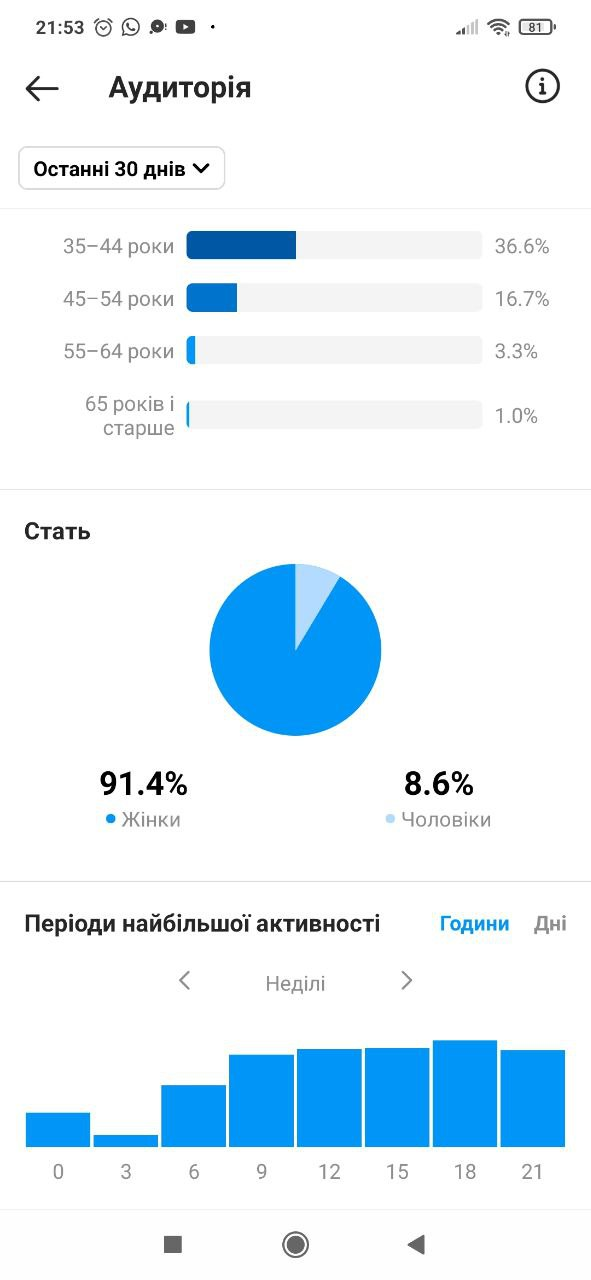 21:53
81
Аудиторія
Останні 30 днів
35–44 роки 36.6%
45–54 роки 16.7%
55–64 роки 3.3%
65 років і
старше 1.0%
Стать
91.4% 8.6%
Жінки Чоловіки
Періоди найбільшої активності Години Дні
Неділі
0 3 6 9 12 15 18 21